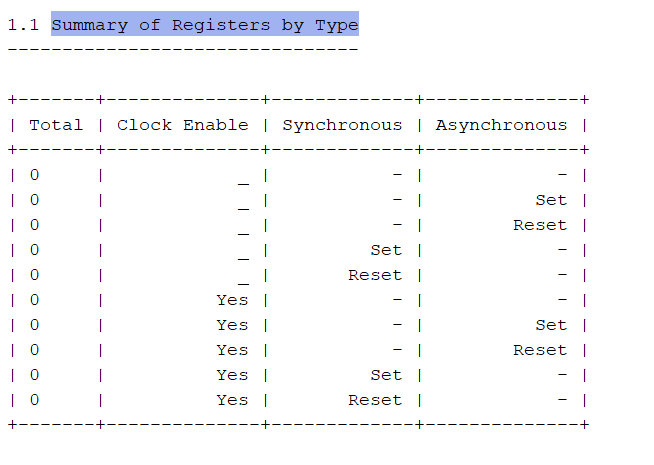 1.1 Summary of Registers by Type
--------------------------------

+-------+--------------+-------------+--------------+
| Total | Clock Enable | Synchronous | Asynchronous |
+-------+--------------+-------------+--------------+
| 0     |            _ |           - |            - |
| 0     |            _ |           - |          Set |
| 0     |            _ |           - |        Reset |
| 0     |            _ |         Set |            - |
| 0     |            _ |       Reset |            - |
| 0     |          Yes |           - |            - |
| 0     |          Yes |           - |          Set |
| 0     |          Yes |           - |        Reset |
| 0     |          Yes |         Set |            - |
| 0     |          Yes |       Reset |            - |
+-------+--------------+-------------+--------------+